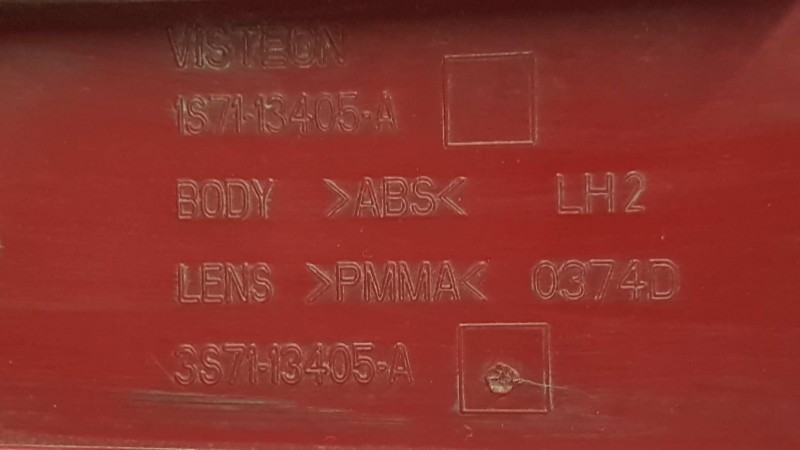 VISTEON
1S71-13405-A
BODY >ABS< LH2
LENS >PMMA< 0374D
3S71-13405-A